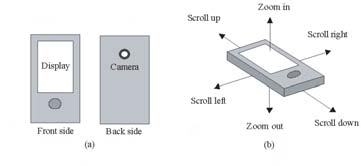 Display
Camera
Front side
Back side
(a)
Zoom in
Scroll up
Scroll right
Scroll left
Scroll down
Zoom out
(b)